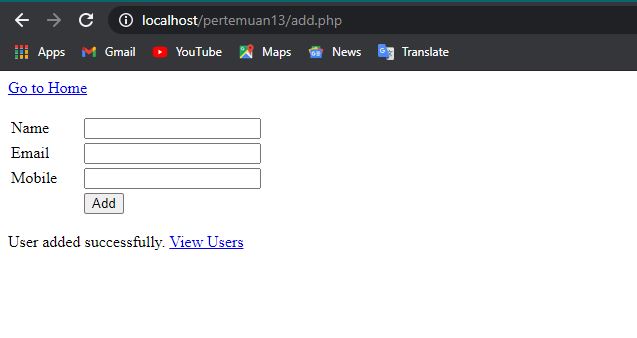 localhost/pertemuan13/add.php
Apps Gmail YouTube Maps News Translate
Go to Home
Name
Email
Mobile
Add
User added successfully. View Users